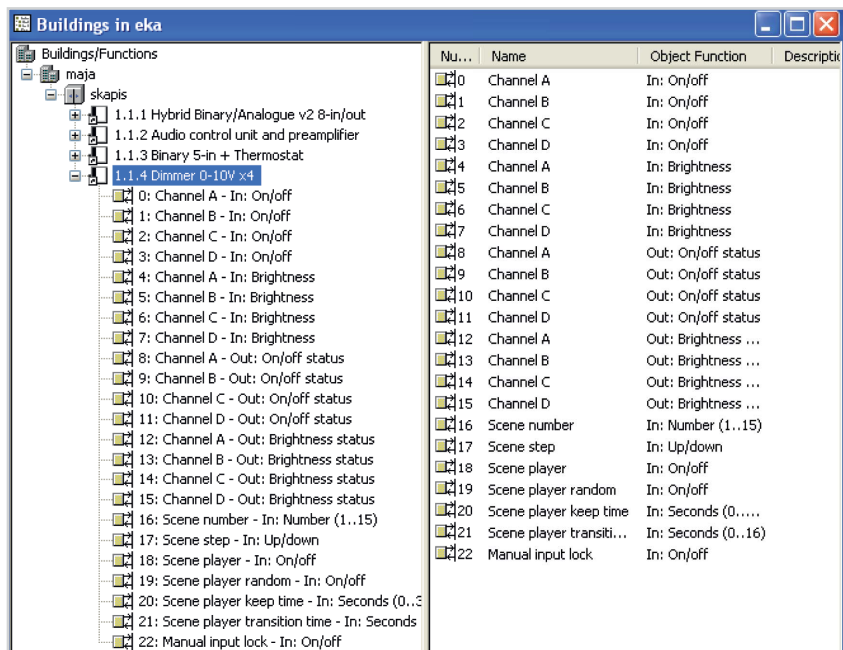 Buildings in eka
Buildings/Functions
maja
skapis
1.1.1 Hybrid Binary/Analogue v2 8-in/out
1.1.2 Audio control unit and preamplifier
1.1.3 Binary 5-in + Thermostat
1.1.4 Dimmer 0-10V x4
0: Channel A - In: On/off
1: Channel B - In: On/off
2: Channel C - In: On/off
3: Channel D - In: On/off
4: Channel A - In: Brightness
5: Channel B - In: Brightness
6: Channel C - In: Brightness
7: Channel D - In: Brightness
8: Channel A - Out: On/off status
9: Channel B - Out: On/off status
10: Channel C - Out: On/off status
11: Channel D - Out: On/off status
12: Channel A - Out: Brightness status
13: Channel B - Out: Brightness status
14: Channel C - Out: Brightness status
15: Channel D - Out: Brightness status
16: Scene number - In: Number (1..15)
17: Scene step - In: Up/down
18: Scene player - In: On/off
19: Scene player random - In: On/off
20: Scene player keep time - In: Seconds (0..3
21: Scene player transition time - In: Seconds
22: Manual input lock - In: On/off
Nu... Name Object Function Descriptio
0 Channel A In: On/off
1 Channel B In: On/off
2 Channel C In: On/off
3 Channel D In: On/off
4 Channel A In: Brightness
5 Channel B In: Brightness
6 Channel C In: Brightness
7 Channel D In: Brightness
8 Channel A Out: On/off status
9 Channel B Out: On/off status
10 Channel C Out: On/off status
11 Channel D Out: On/off status
12 Channel A Out: Brightness ...
13 Channel B Out: Brightness ...
14 Channel C Out: Brightness ...
15 Channel D Out: Brightness ...
16 Scene number In: Number (1..15)
17 Scene step In: Up/down
18 Scene player In: On/off
19 Scene player random In: On/off
20 Scene player keep time In: Seconds (0.....
21 Scene player transiti... In: Seconds (0..16)
22 Manual input lock In: On/off